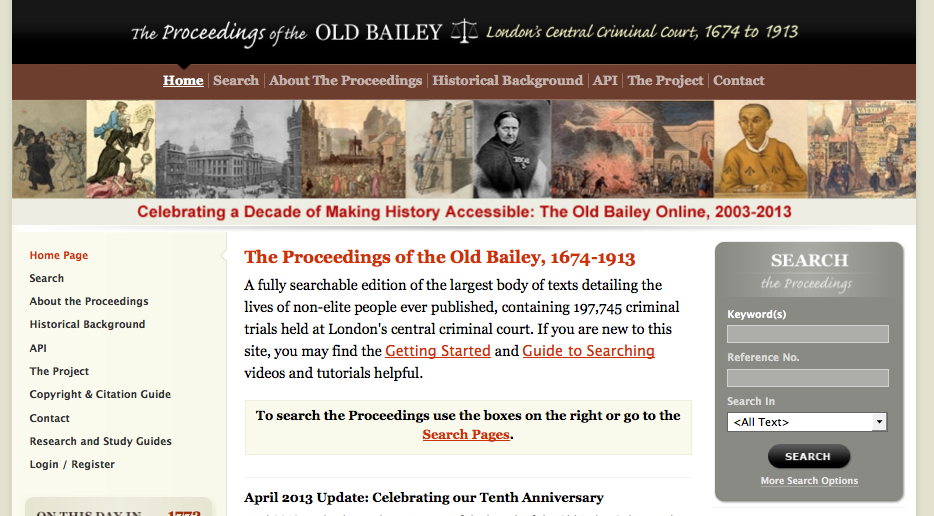 The Proceedings of the OLD BAILEY London's Central Criminal Court, 1674 to 1913
Home Search About The Proceedings Historical Background API The Project Contact
Celebrating a Decade of Making History Accessible: The Old Bailey Online, 2003-2013
Home Page
Search
About the Proceedings
Historical Background
API
The Project
Copyright & Citation Guide
Contact
Research and Study Guides
Login / Register
ON THIS DAY IN 1773
The Proceedings of the Old Bailey, 1674-1913
A fully searchable edition of the largest body of texts detailing the
lives of non-elite people ever published, containing 197,745 criminal
trials held at London's central criminal court. If you are new to this
site, you may find the Getting Started and Guide to Searching
videos and tutorials helpful.
To search the Proceedings use the boxes on the right or go to the
Search Pages.
April 2013 Update: Celebrating our Tenth Anniversary
SEARCH
the Proceedings
Keyword(s)
Reference No.
Search In
<All Text>
SEARCH
More Search Options